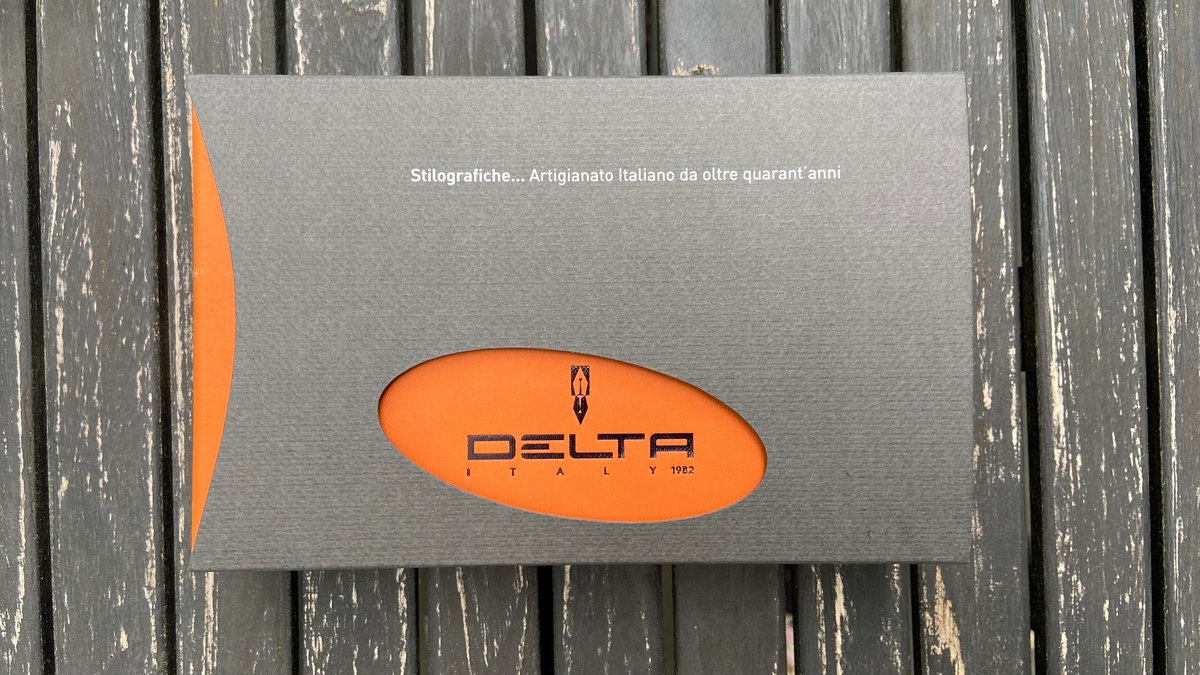 Stilografiche... Artigianato Italiano da oltre quarant'anni
DELTA
ITALY 1982